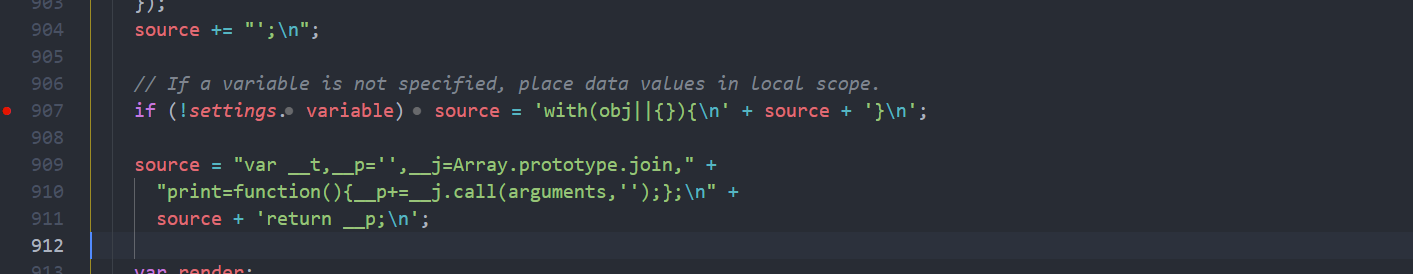 903 });
904 source += "';\n";
905
906 // If a variable is not specified, place data values in local scope.
907 if (!settings. variable) source = 'with(obj||{}){\n' + source + '}\n';
908
909 source = "var __t,__p='',__j=Array.prototype.join," +
910 "print=function(){__p+=__j.call(arguments,'');};\n" +
911 source + 'return __p;\n';
912
913 var render;